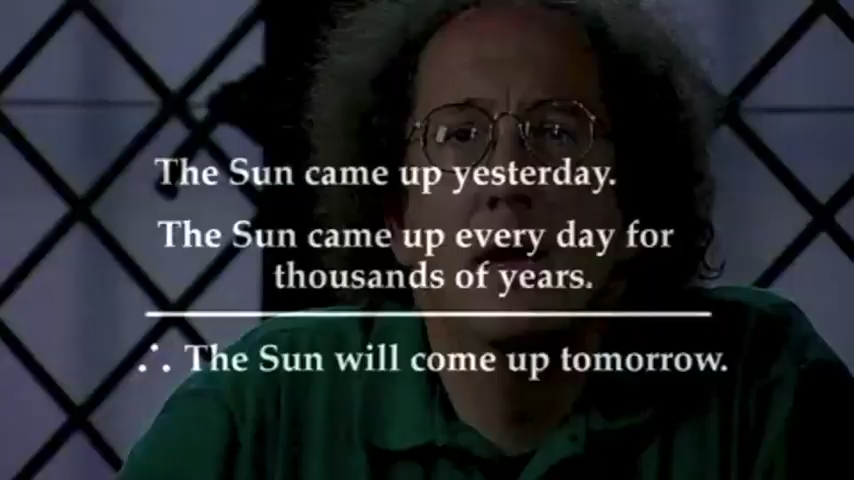 The Sun came up yesterday.
The Sun came up every day for
thousands of years.
∴ The Sun will come up tomorrow.